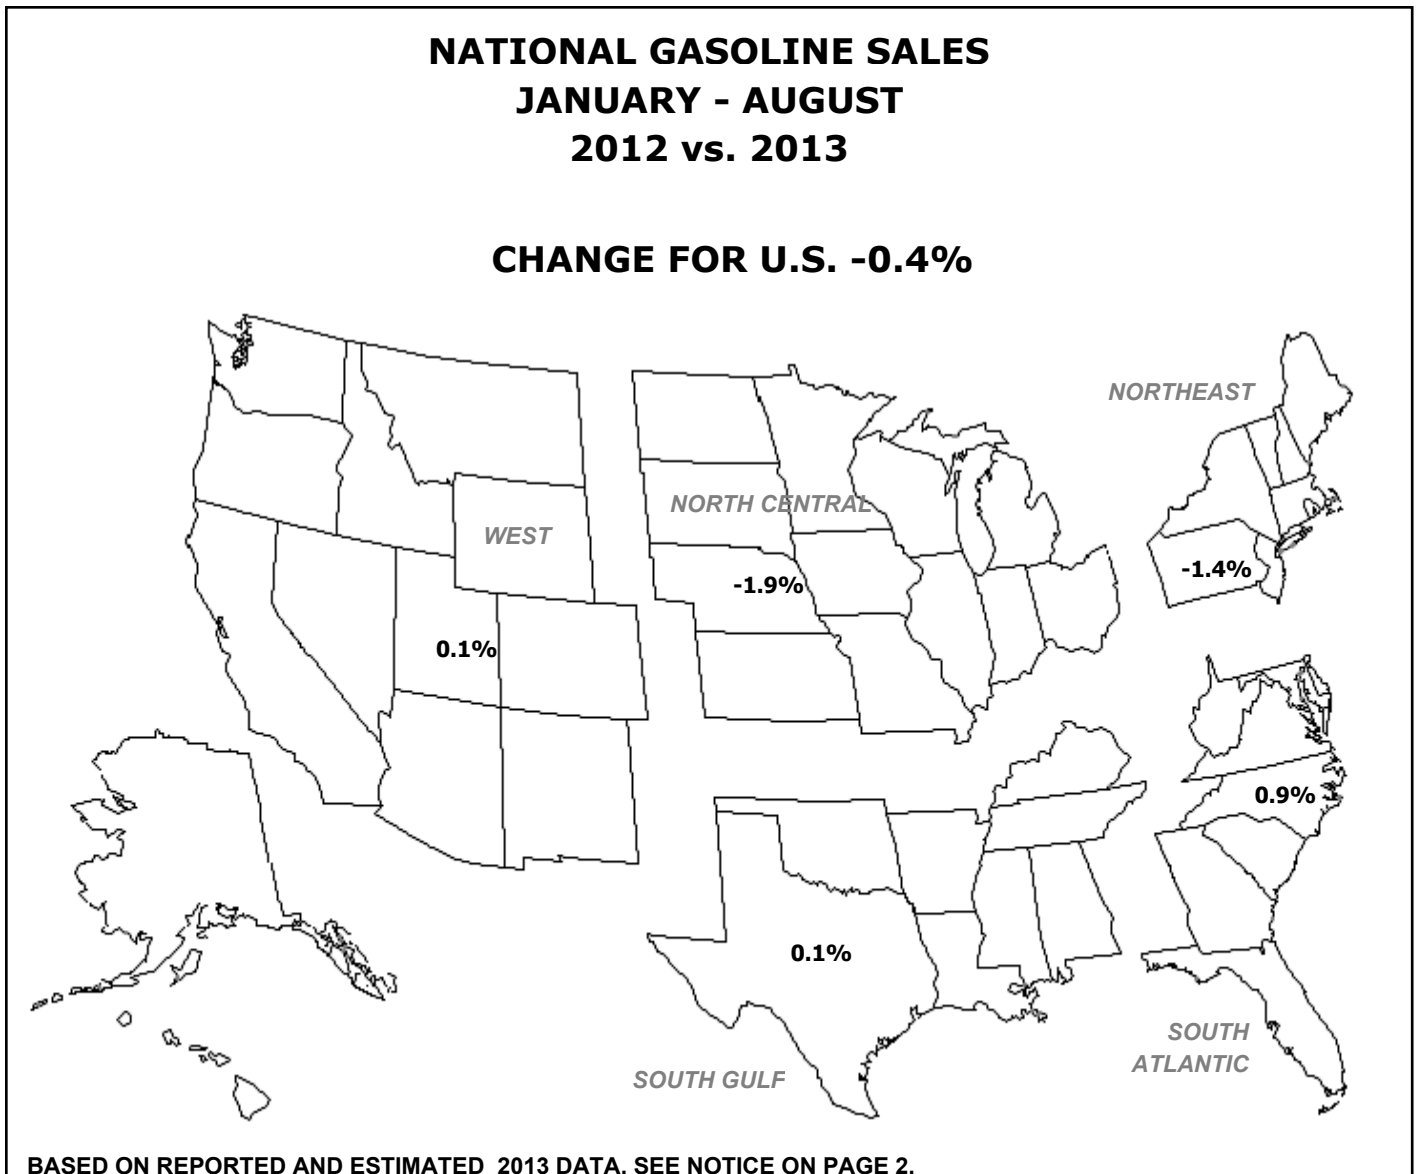 NATIONAL GASOLINE SALES
JANUARY - AUGUST
2012 vs. 2013
CHANGE FOR U.S. -0.4%
NORTHEAST
NORTH CENTRAL
WEST
-1.4%
-1.9%
0.1%
0.9%
0.1%
SOUTH
ATLANTIC
SOUTH GULF
BASED ON REPORTED AND ESTIMATED 2013 DATA. SEE NOTICE ON PAGE 2.